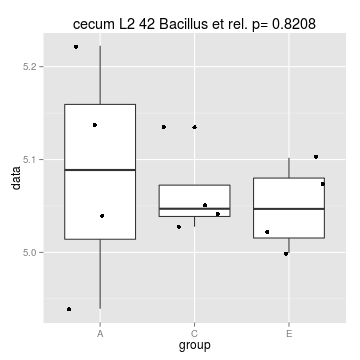 cecum L2 42 Bacillus et rel. p= 0.8208
5.2
5.1
5.0
data
A C E
group